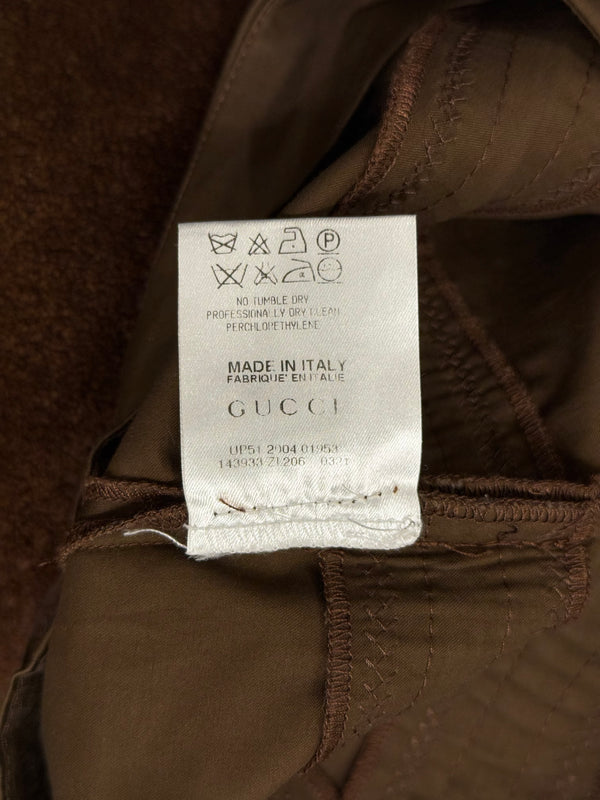 P
NO TUMBLE DRY
PROFESSIONALLY DRY CLEAN
PERCHLOPETHYLENE
MADE IN ITALY
FABRIQUE' EN ITALIE
GUCCI
UP51 2004 01953
143933 Z1206 0321